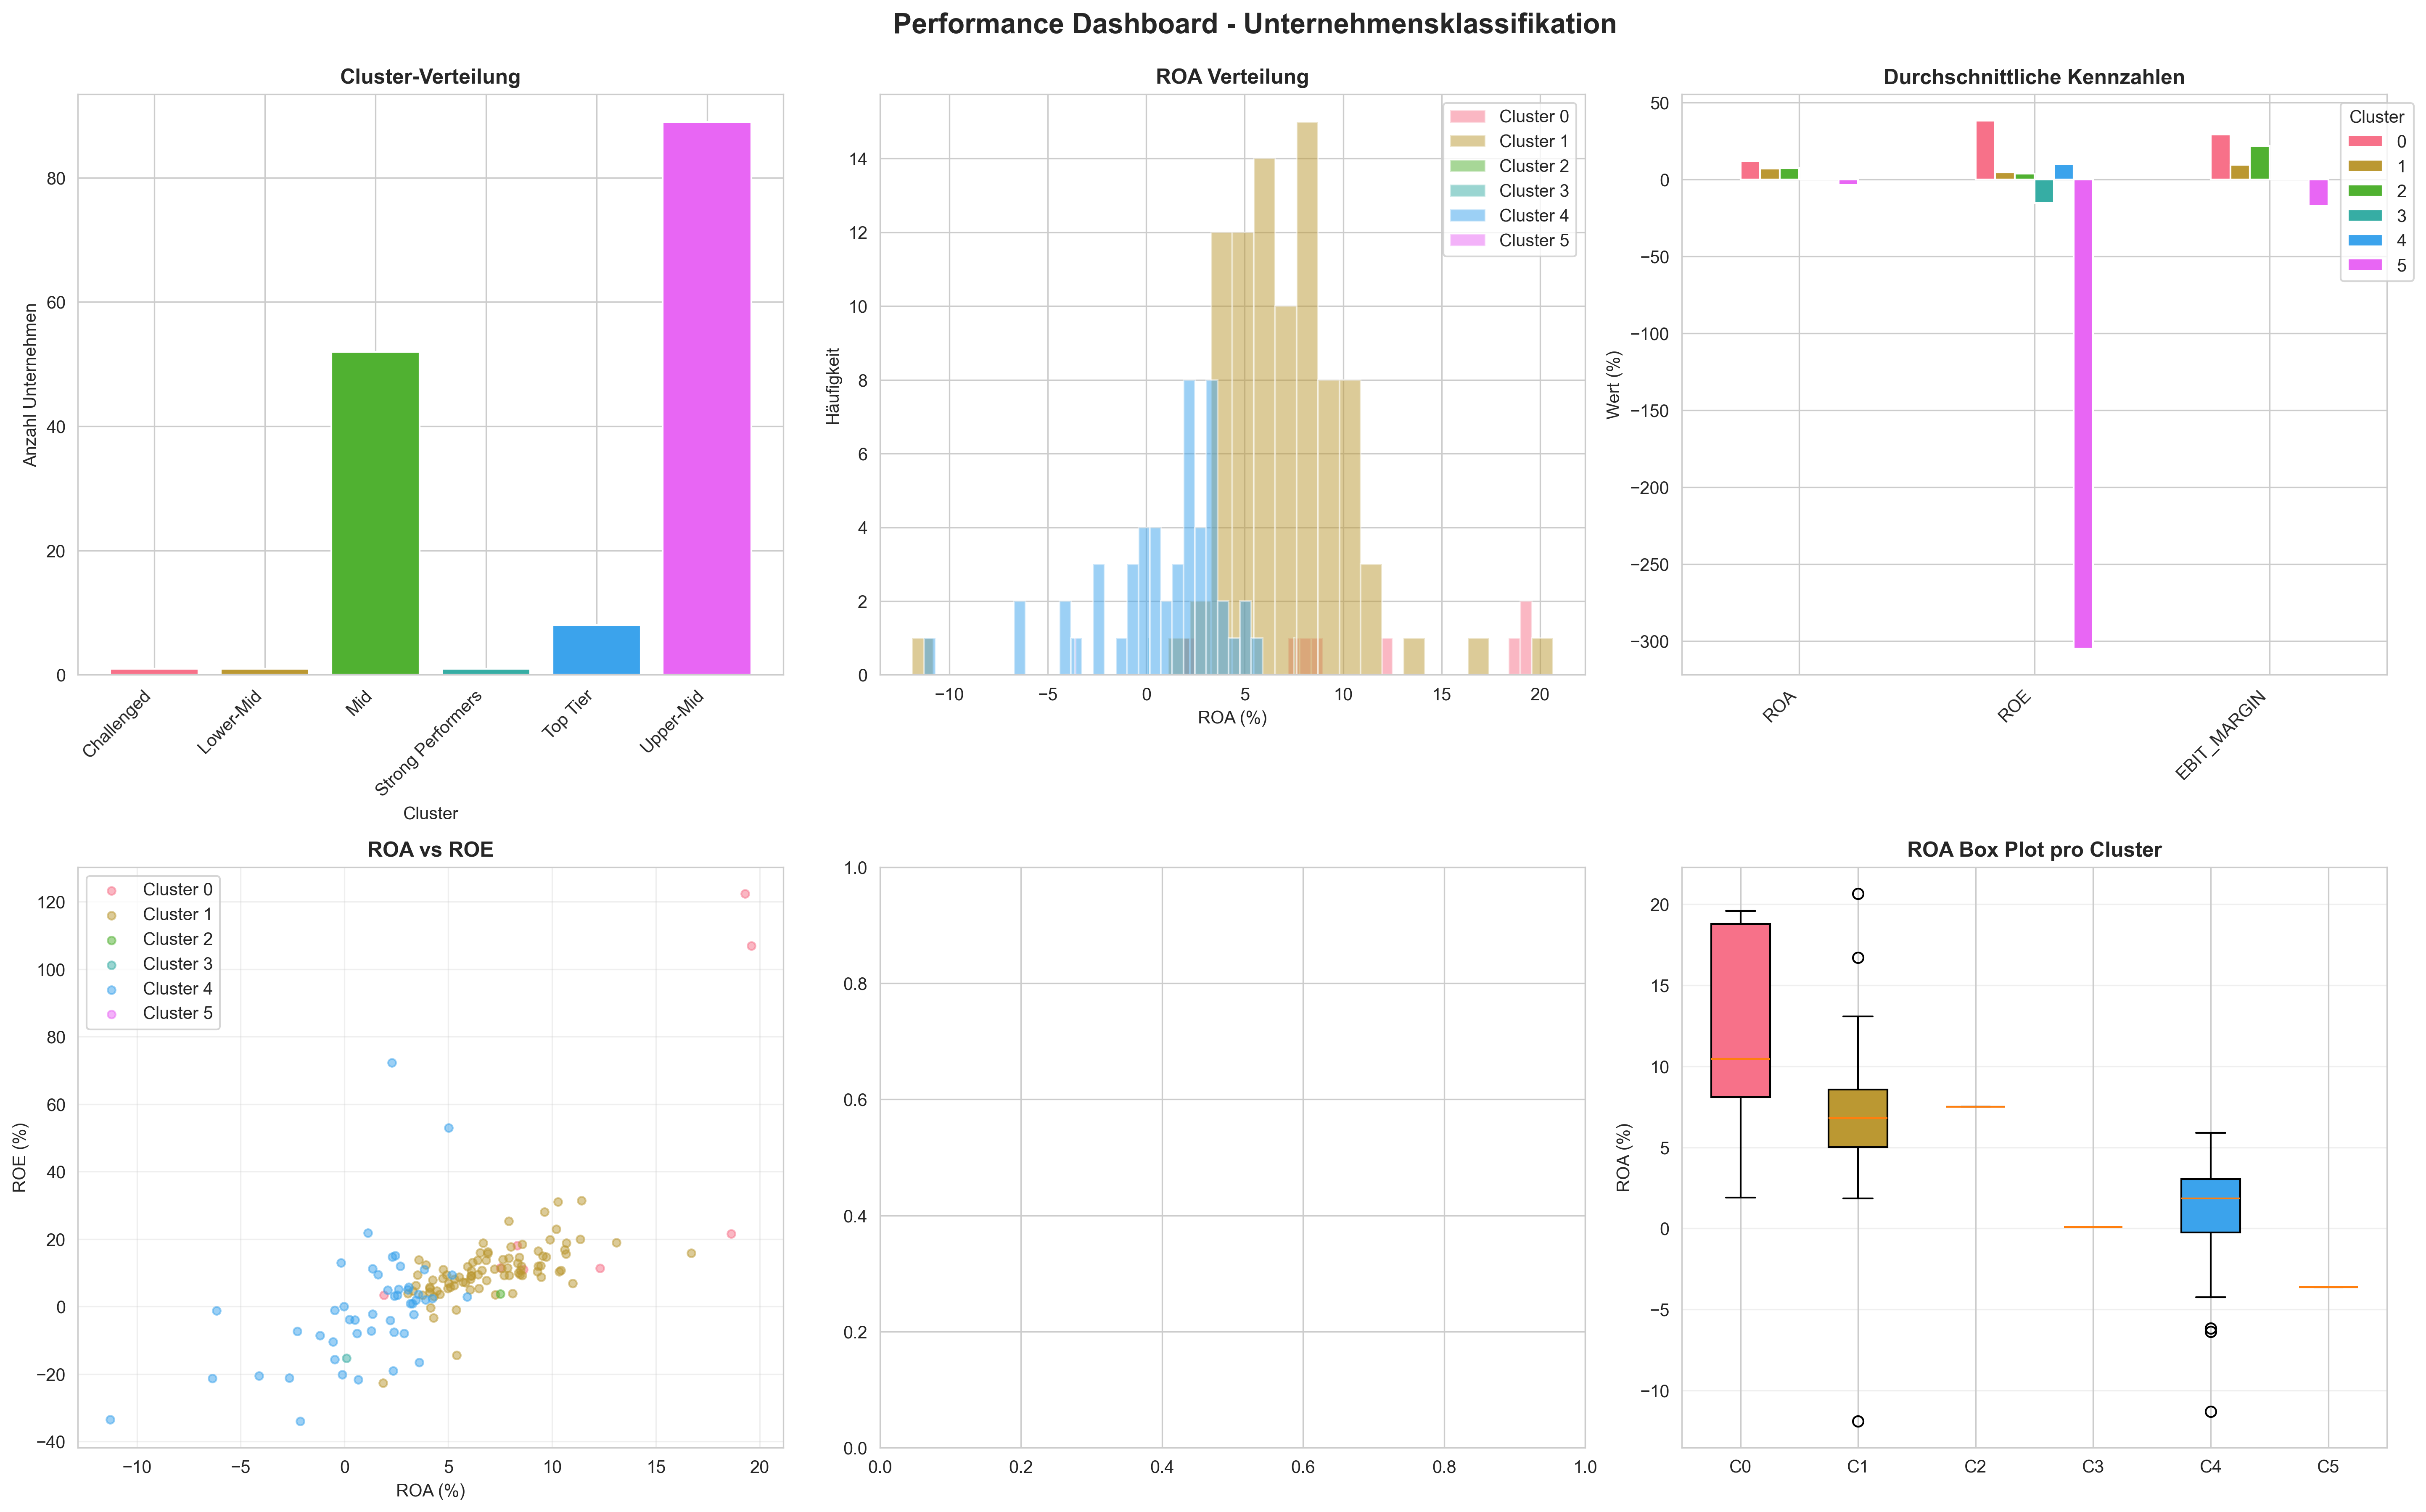 Performance Dashboard - Unternehmensklassifikation
Cluster-Verteilung
Anzahl Unternehmen
80
60
40
20
0
Challenged
Lower-Mid
Mid
Strong Performers
Top Tier
Upper-Mid
Cluster
ROA Verteilung
Häufigkeit
14
12
10
8
6
4
2
0
−10
−5
0
5
10
15
20
ROA (%)
Cluster 0
Cluster 1
Cluster 2
Cluster 3
Cluster 4
Cluster 5
Durchschnittliche Kennzahlen
Wert (%)
50
0
−50
−100
−150
−200
−250
−300
ROA
ROE
EBIT_MARGIN
Cluster
0
1
2
3
4
5
ROA vs ROE
ROE (%)
120
100
80
60
40
20
0
−20
−40
−10
−5
0
5
10
15
20
ROA (%)
Cluster 0
Cluster 1
Cluster 2
Cluster 3
Cluster 4
Cluster 5
1.0
0.8
0.6
0.4
0.2
0.0
0.0
0.2
0.4
0.6
0.8
1.0
ROA Box Plot pro Cluster
ROA (%)
20
15
10
5
0
−5
−10
C0
C1
C2
C3
C4
C5